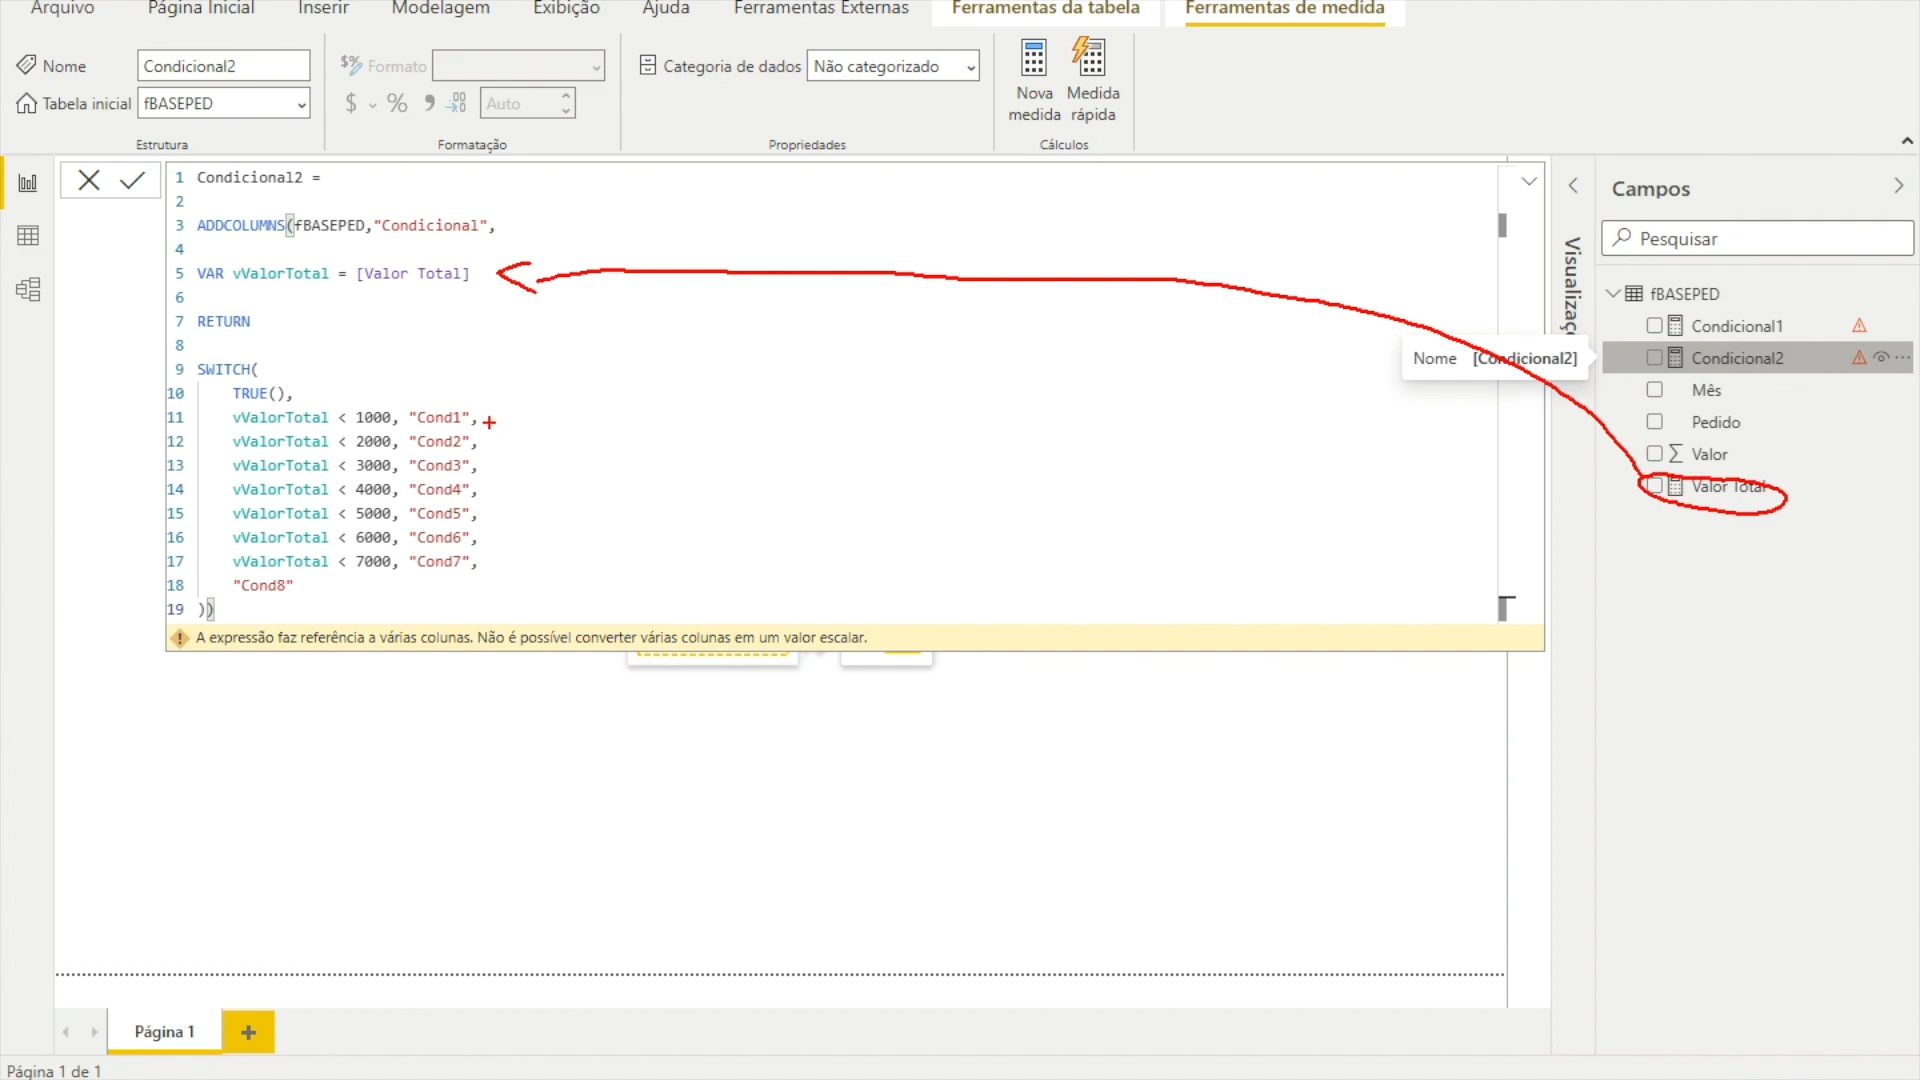 Arquivo Página Inicial Inserir Modelagem Exibição Ajuda Ferramentas Externas Ferramentas da tabela Ferramentas de medida
Nome Condicional2
Tabela inicial fBASEPED
Estrutura
$% Formato
$ % 9 Auto
Formatação
Categoria de dados Não categorizado
Propriedades
Nova medida
Medida rápida
Cálculos
1 Condicional2 =
2
3 ADDCOLUMNS(fBASEPED,"Condicional",
4
5 VAR vValorTotal = [Valor Total]
6
7 RETURN
8
9 SWITCH(
10 TRUE(),
11 vValorTotal < 1000, "Cond1",
12 vValorTotal < 2000, "Cond2",
13 vValorTotal < 3000, "Cond3",
14 vValorTotal < 4000, "Cond4",
15 vValorTotal < 5000, "Cond5",
16 vValorTotal < 6000, "Cond6",
17 vValorTotal < 7000, "Cond7",
18 "Cond8"
19 ))
A expressão faz referência a várias colunas. Não é possível converter várias colunas em um valor escalar.
Nome [Condicional2]
Campos
Pesquisar
fBASEPED
Condicional1
Condicional2
Mês
Pedido
Valor
Valor Total
Página 1
Página 1 de 1